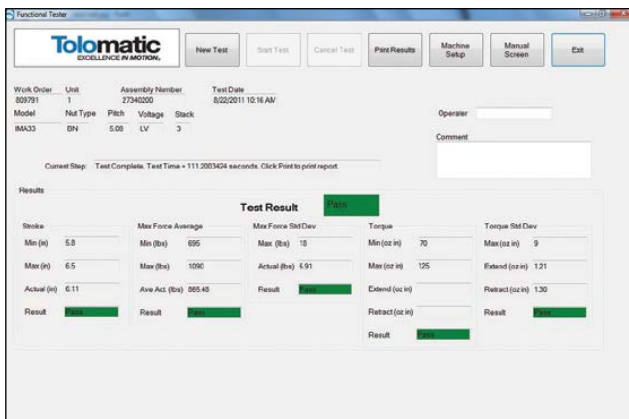 Functional Tester
Tolomatic
EXCELLENCE IN MOTION.
New Test
Start Test
Cancel Test
Print Results
Machine Setup
Manual Screen
Exit
Work Order Unit Assembly Number Test Date
809791 1 27340200 8/22/2011 10:16 AM
Model Nut Type Pitch Voltage Stack
IMA33 BN 5.08 LV 3
Operator
Comment
Current Step: Test Complete. Test Time = 111.2003424 seconds. Click Print to print report.
Results
Test Result Pass
Stroke
Min (in) 5.8
Max (in) 6.5
Actual (in) 6.11
Result Pass
Max Force Average
Min (lbs) 695
Max (lbs) 1090
Ave Act. (lbs) 865.48
Result Pass
Max Force Std Dev
Max (lbs) 18
Actual (lbs) 6.91
Result Pass
Torque
Min (oz in) 70
Max (oz in) 125
Extend (oz in)
Retract (oz in)
Result Pass
Torque Std Dev
Max (oz in) 9
Extend (oz in) 1.21
Retract (oz in) 1.30
Result Pass